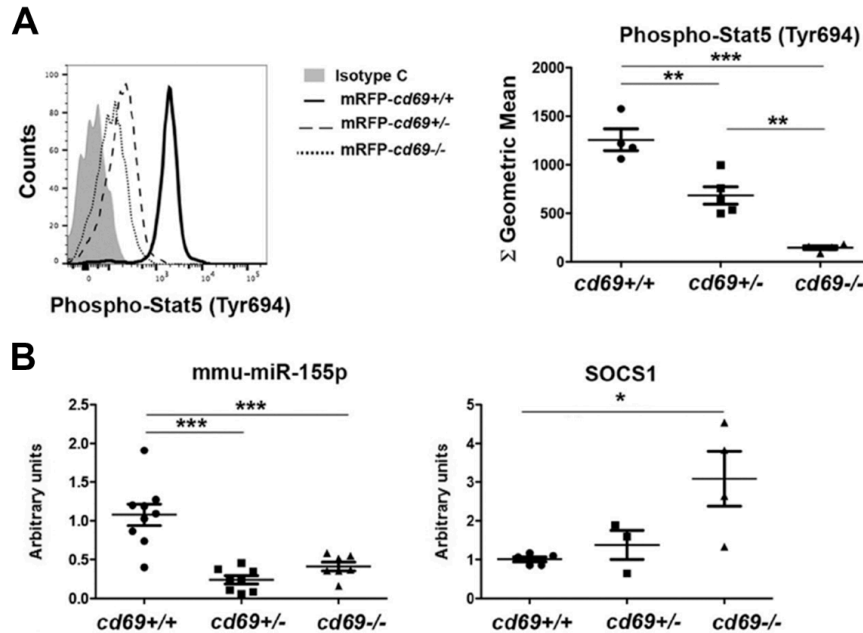 A
Counts
100
80
60
40
20
0
0
10³
10⁴
10⁵
Phospho-Stat5 (Tyr694)
Isotype C
mRFP-cd69+/+
mRFP-cd69+/-
mRFP-cd69-/-
Phospho-Stat5 (Tyr694)
***
**
**
Σ Geometric Mean
2000
1500
1000
500
0
cd69+/+ cd69+/- cd69-/-
B
mmu-miR-155p
***
***
Arbitrary units
2.5
2.0
1.5
1.0
0.5
0.0
cd69+/+ cd69+/- cd69-/-
SOCS1
*
Arbitrary units
5
4
3
2
1
0
cd69+/+ cd69+/- cd69-/-